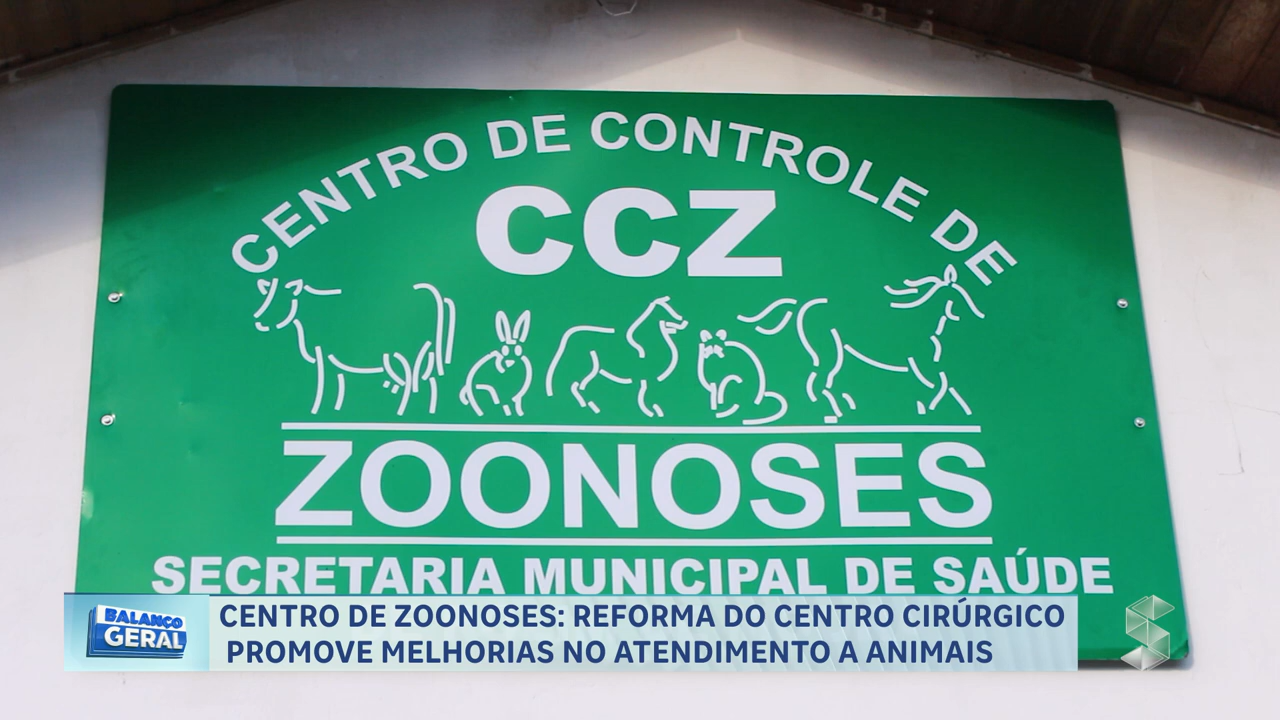 CENTRO DE CONTROLE DE
CCZ
ZOONOSES
SECRETARIA MUNICIPAL DE SAÚDE
BALANÇO
GERAL
CENTRO DE ZOONOSES: REFORMA DO CENTRO CIRÚRGICO
PROMOVE MELHORIAS NO ATENDIMENTO A ANIMAIS